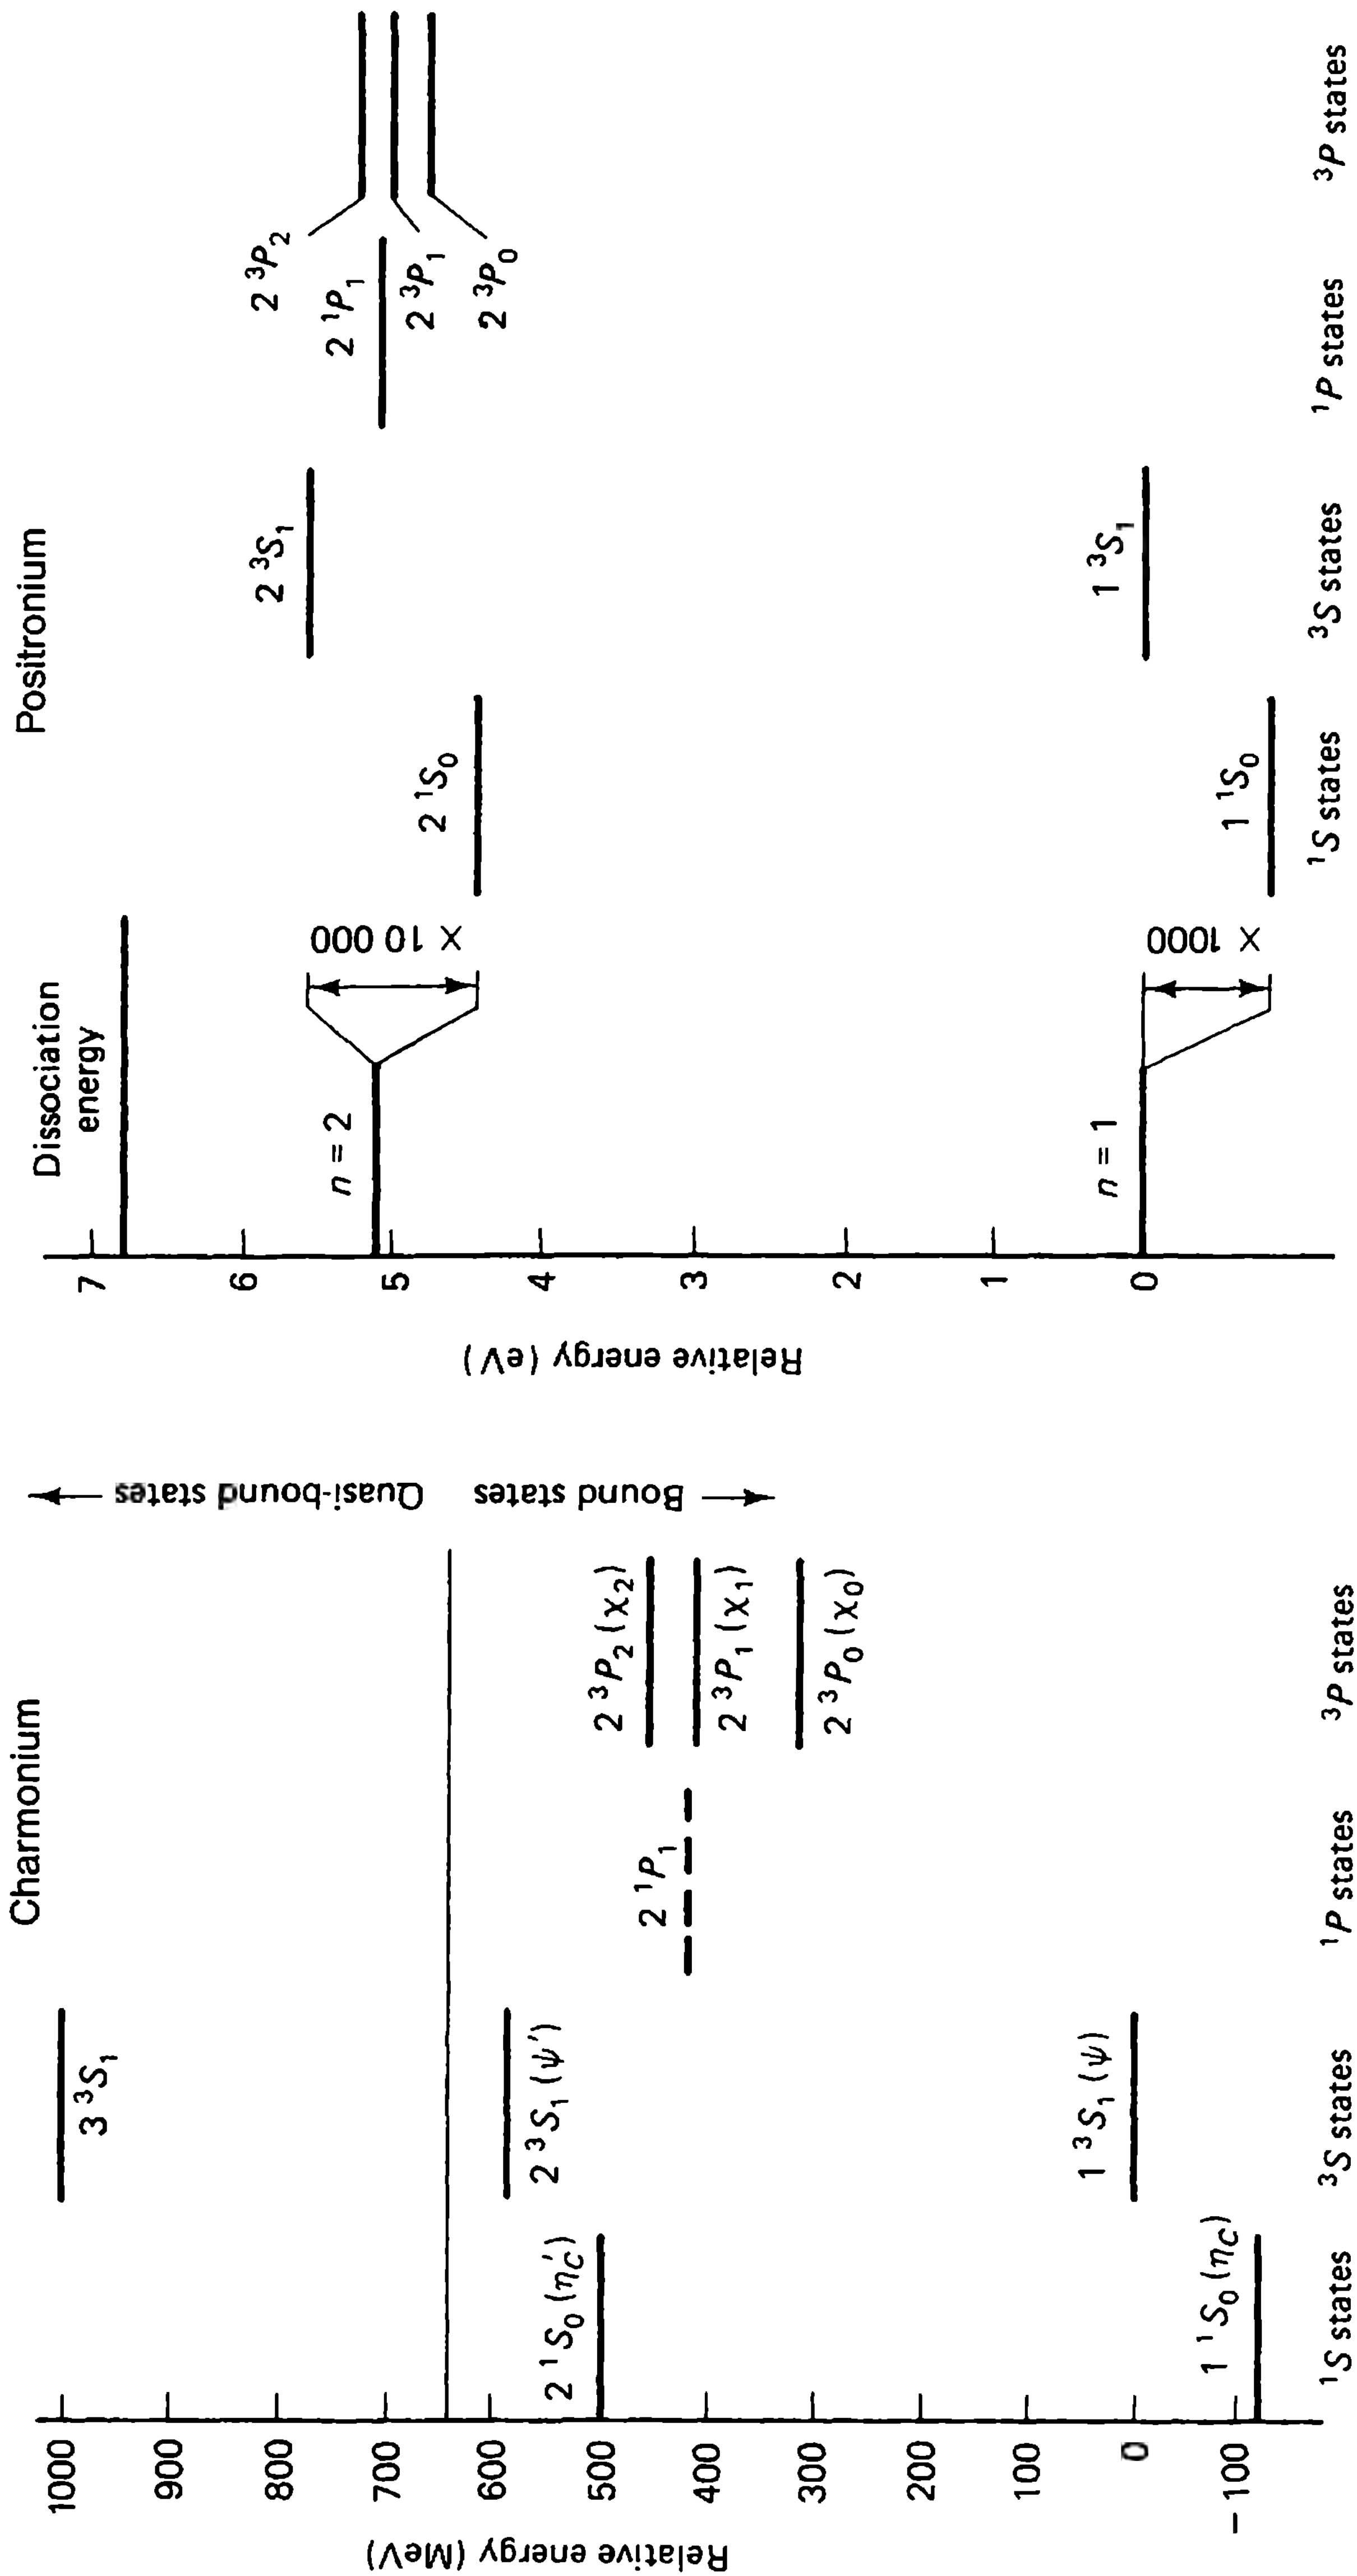 Charmonium
Relative energy (MeV)
1000
900
800
700
600
500
400
300
200
100
0
−100
3 ³S₁
2 ¹S₀ (η′c)
2 ³S₁ (ψ′)
2 ¹P₁
2 ³P₂ (χ₂)
2 ³P₁ (χ₁)
2 ³P₀ (χ₀)
1 ³S₁ (ψ)
1 ¹S₀ (ηc)
Quasi-bound states
Bound states
¹S states
³S states
¹P states
³P states
Positronium
Relative energy (eV)
7
6
5
4
3
2
1
0
Dissociation
energy
n = 2
× 10 000
2 ¹S₀
2 ³S₁
2 ³P₂
2 ¹P₁
2 ³P₁
2 ³P₀
n = 1
× 1000
1 ¹S₀
1 ³S₁
¹S states
³S states
¹P states
³P states